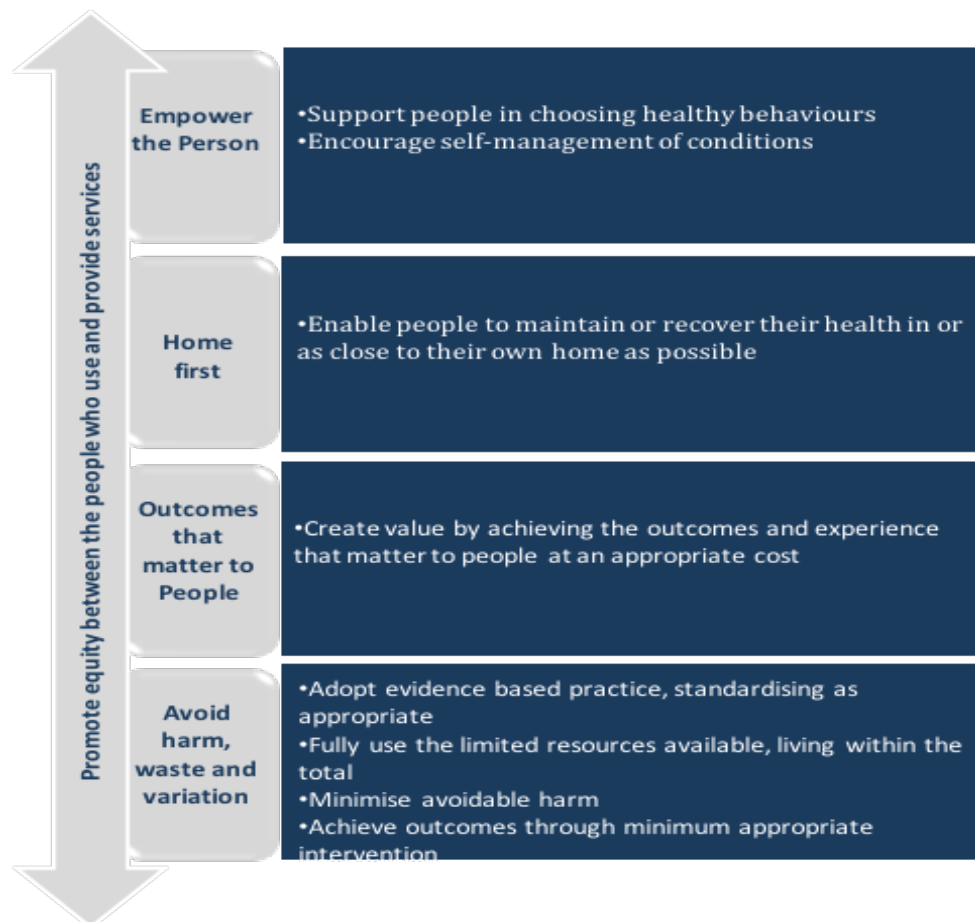 Promote equity between the people who use and provide services
Empower
the Person
•Support people in choosing healthy behaviours
•Encourage self-management of conditions
Home
first
•Enable people to maintain or recover their health in or
as close to their own home as possible
Outcomes
that
matter to
People
•Create value by achieving the outcomes and experience
that matter to people at an appropriate cost
Avoid
harm,
waste and
variation
•Adopt evidence based practice, standardising as
appropriate
•Fully use the limited resources available, living within the
total
•Minimise avoidable harm
•Achieve outcomes through minimum appropriate
intervention